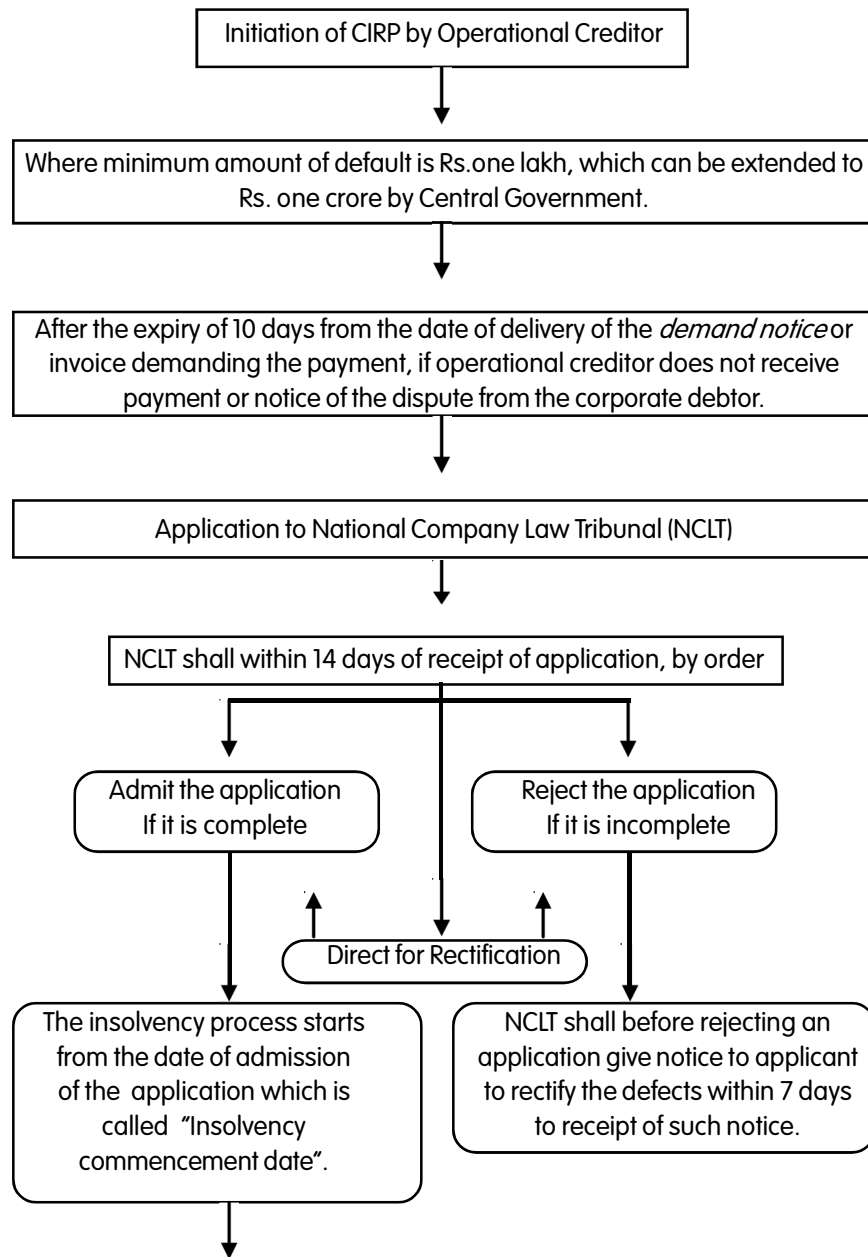 Initiation of CIRP by Operational Creditor
Where minimum amount of default is Rs.one lakh, which can be extended to
Rs. one crore by Central Government.
After the expiry of 10 days from the date of delivery of the demand notice or
invoice demanding the payment, if operational creditor does not receive
payment or notice of the dispute from the corporate debtor.
Application to National Company Law Tribunal (NCLT)
NCLT shall within 14 days of receipt of application, by order
Admit the application
If it is complete
Reject the application
If it is incomplete
Direct for Rectification
The insolvency process starts
from the date of admission
of the application which is
called "Insolvency
commencement date".
NCLT shall before rejecting an
application give notice to applicant
to rectify the defects within 7 days
to receipt of such notice.